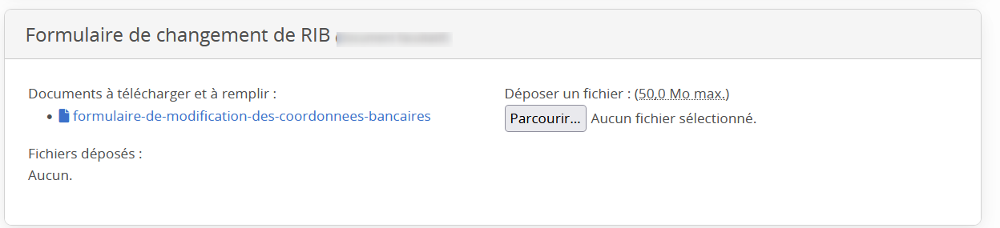 Formulaire de changement de RIB
Documents à télécharger et à remplir :
formulaire-de-modification-des-coordonnees-bancaires
Fichiers déposés :
Aucun.
Déposer un fichier : (50,0 Mo max.)
Parcourir... Aucun fichier sélectionné.